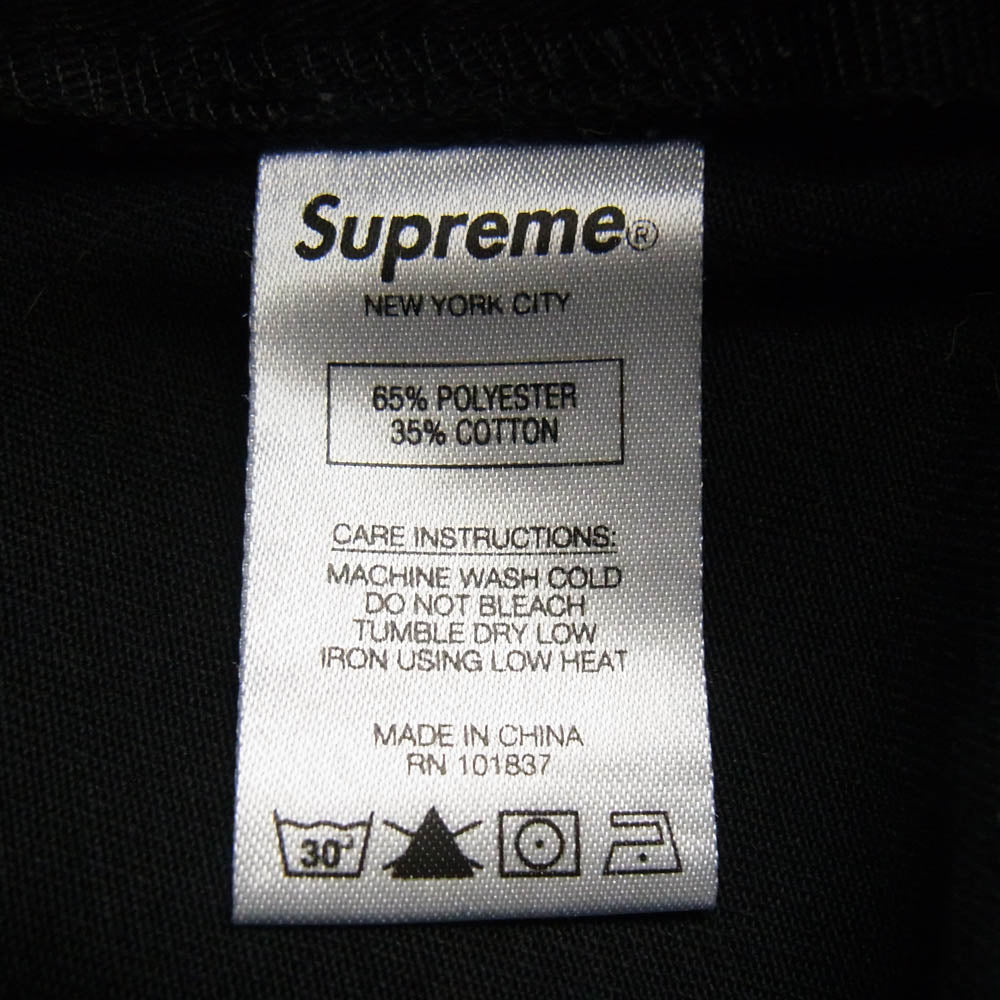 Supreme®
NEW YORK CITY
65% POLYESTER
35% COTTON
CARE INSTRUCTIONS:
MACHINE WASH COLD
DO NOT BLEACH
TUMBLE DRY LOW
IRON USING LOW HEAT
MADE IN CHINA
RN 101837
30°